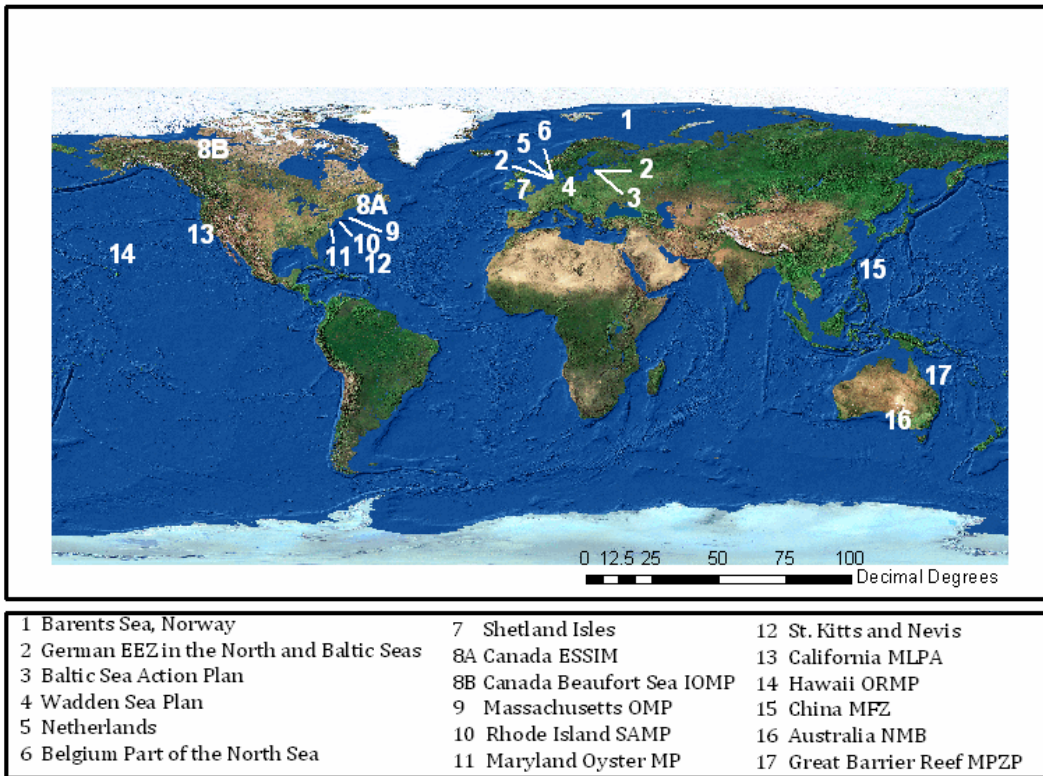 1
6
5
8B
2
2
4
7
3
8A
9
13
10
14
11
12
15
17
16
0 12.5 25 50 75 100
Decimal Degrees
1 Barents Sea, Norway
2 German EEZ in the North and Baltic Seas
3 Baltic Sea Action Plan
4 Wadden Sea Plan
5 Netherlands
6 Belgium Part of the North Sea
7 Shetland Isles
8A Canada ESSIM
8B Canada Beaufort Sea IOMP
9 Massachusetts OMP
10 Rhode Island SAMP
11 Maryland Oyster MP
12 St. Kitts and Nevis
13 California MLPA
14 Hawaii ORMP
15 China MFZ
16 Australia NMB
17 Great Barrier Reef MPZP